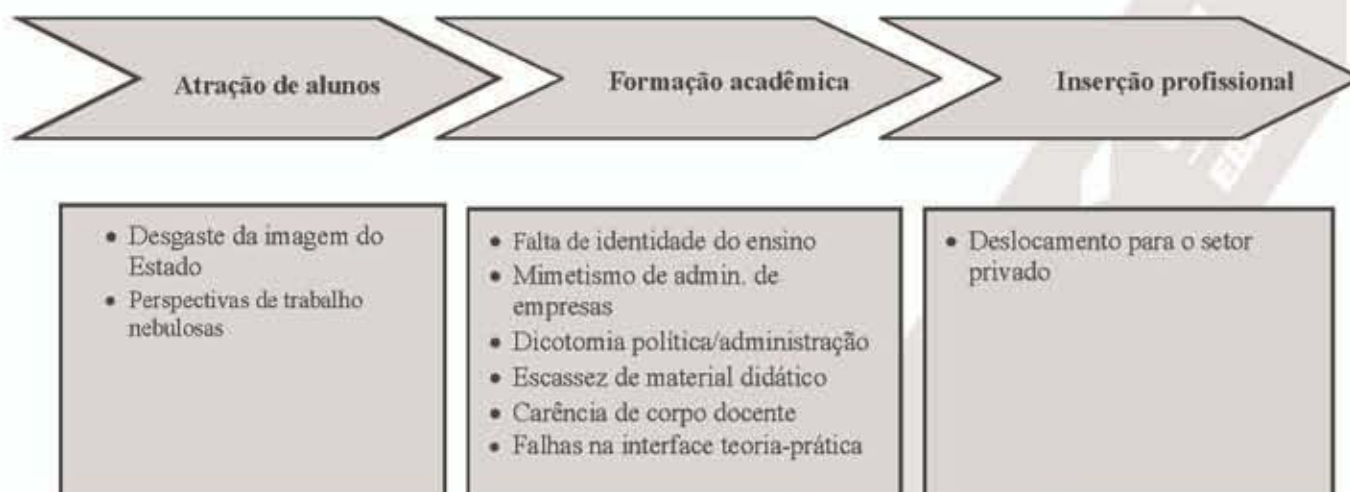 Atração de alunos
Formação acadêmica
Inserção profissional
• Desgaste da imagem do
Estado
• Perspectivas de trabalho
nebulosas
• Falta de identidade do ensino
• Mimetismo de admin. de
empresas
• Dicotomia política/administração
• Escassez de material didático
• Carência de corpo docente
• Falhas na interface teoria-prática
• Deslocamento para o setor
privado